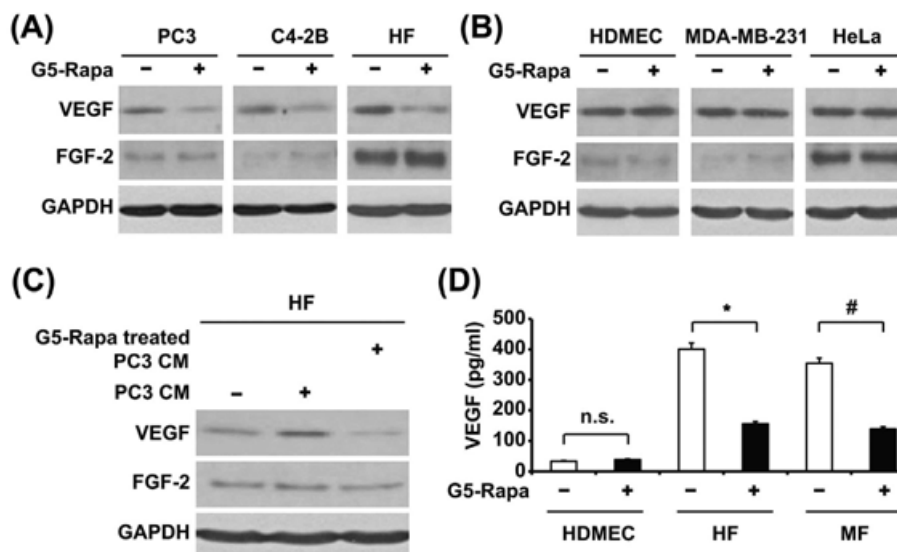 (A)
PC3 C4-2B HF
G5-Rapa − + − + − +
VEGF
FGF-2
GAPDH
(B)
HDMEC MDA-MB-231 HeLa
G5-Rapa − + − + − +
VEGF
FGF-2
GAPDH
(C)
HF
G5-Rapa treated
PC3 CM +
PC3 CM − +
VEGF
FGF-2
GAPDH
(D)
VEGF (pg/ml)
500
400
300
200
100
0
n.s. * #
G5-Rapa − + − + − +
HDMEC HF MF